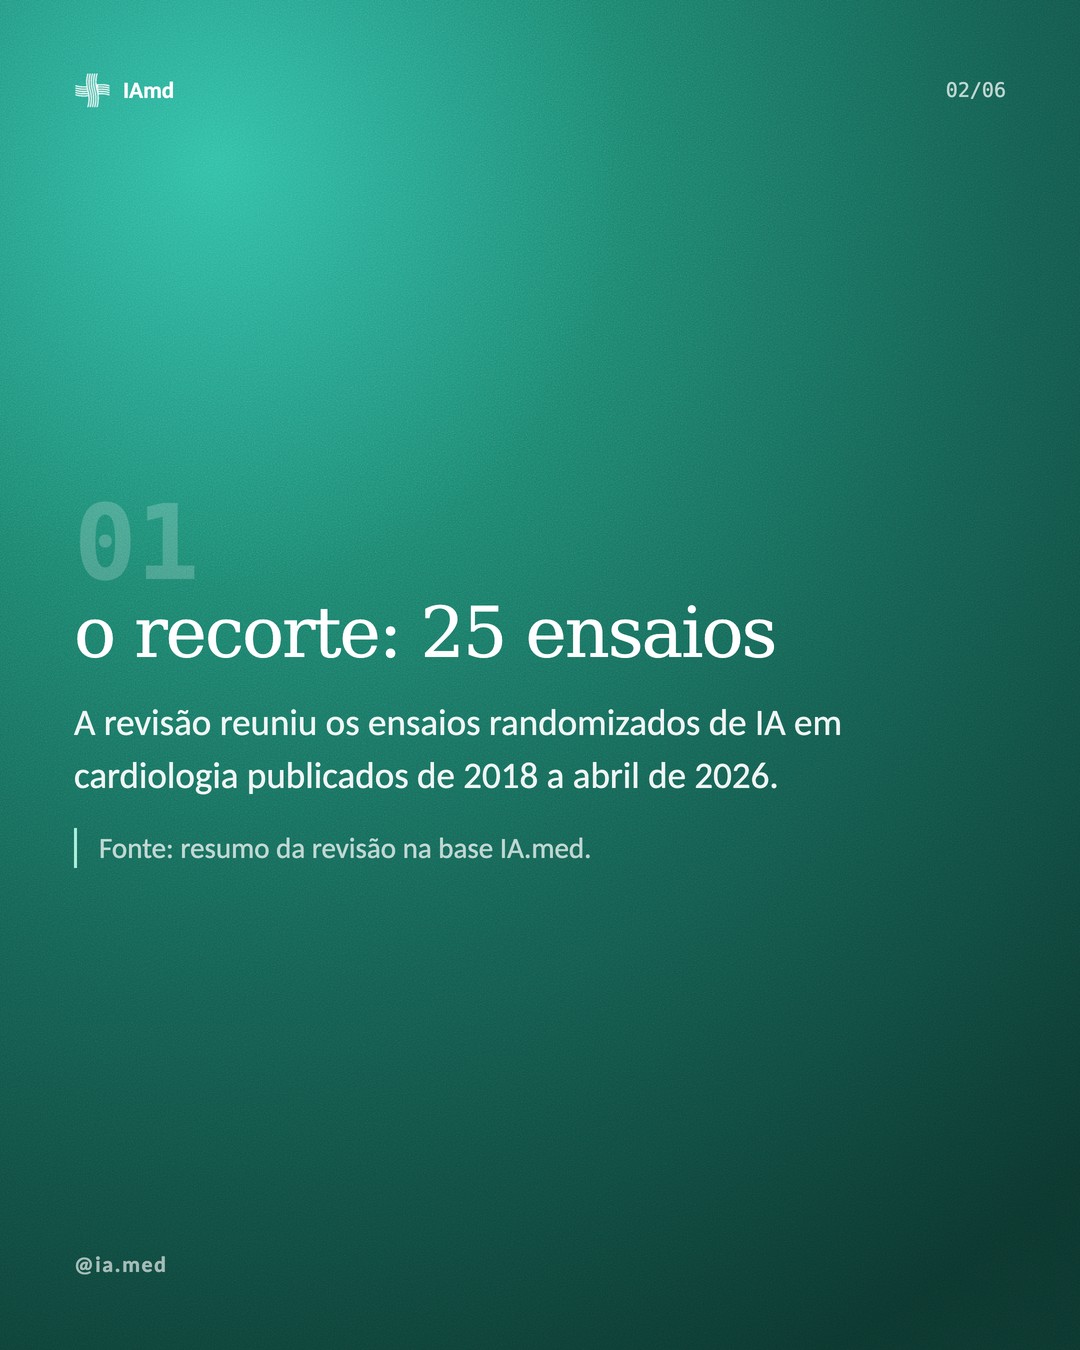 IAmd
02/06
01
o recorte: 25 ensaios
A revisão reuniu os ensaios randomizados de IA em
cardiologia publicados de 2018 a abril de 2026.
Fonte: resumo da revisão na base IA.med.
@ia.med